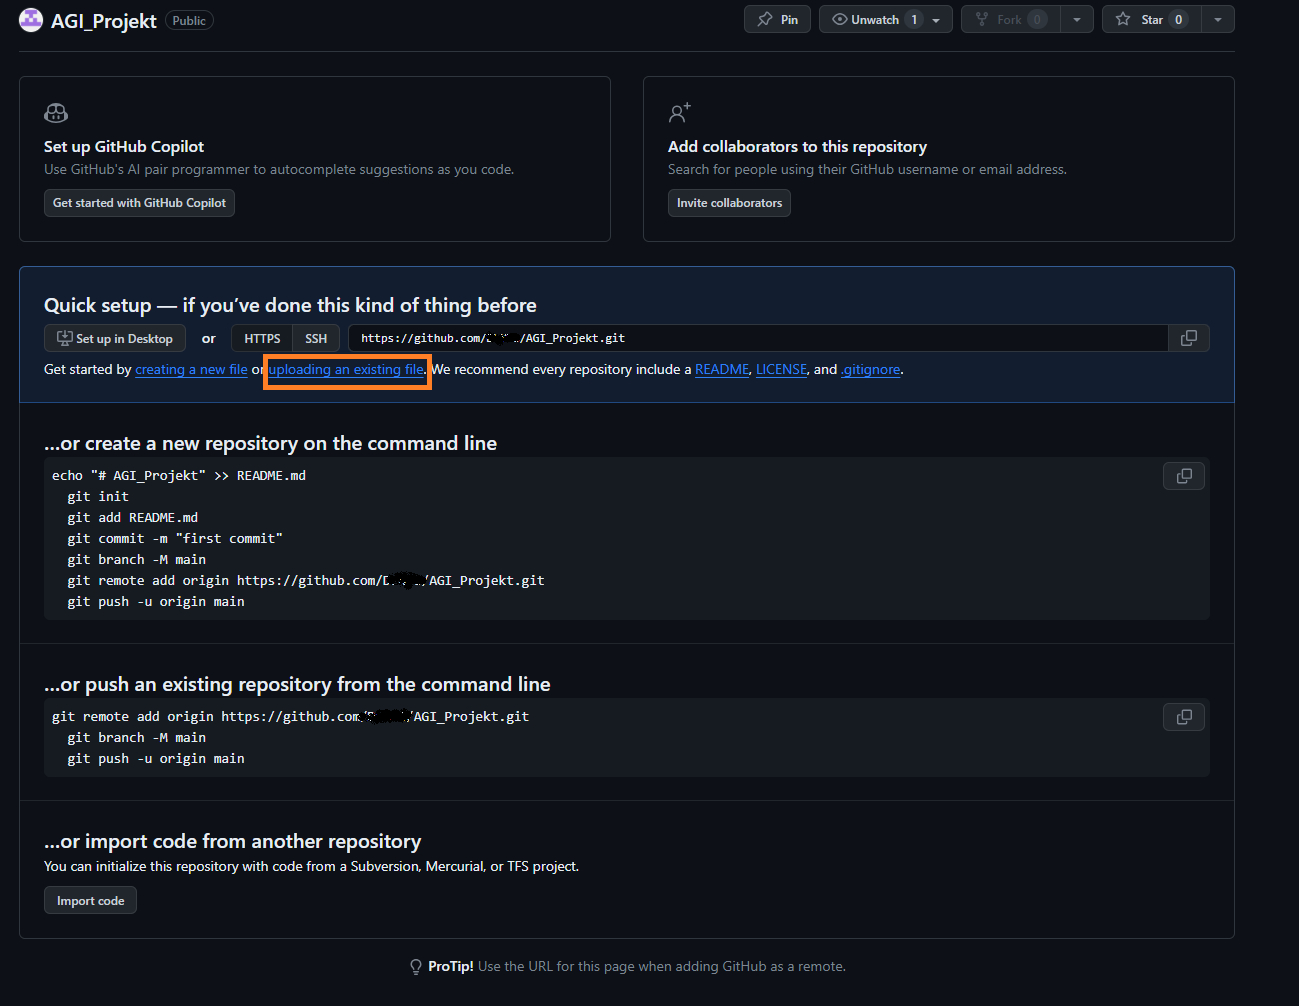 AGI_Projekt Public
Pin
Unwatch 1
Fork 0
Star 0
Set up GitHub Copilot
Use GitHub's AI pair programmer to autocomplete suggestions as you code.
Get started with GitHub Copilot
Add collaborators to this repository
Search for people using their GitHub username or email address.
Invite collaborators
Quick setup — if you’ve done this kind of thing before
Set up in Desktop or HTTPS SSH https://github.com/ /AGI_Projekt.git
Get started by creating a new file or uploading an existing file. We recommend every repository include a README, LICENSE, and .gitignore.
...or create a new repository on the command line
echo "# AGI_Projekt" >> README.md
git init
git add README.md
git commit -m "first commit"
git branch -M main
git remote add origin https://github.com/ /AGI_Projekt.git
git push -u origin main
...or push an existing repository from the command line
git remote add origin https://github.com/ /AGI_Projekt.git
git branch -M main
git push -u origin main
...or import code from another repository
You can initialize this repository with code from a Subversion, Mercurial, or TFS project.
Import code
ProTip! Use the URL for this page when adding GitHub as a remote.